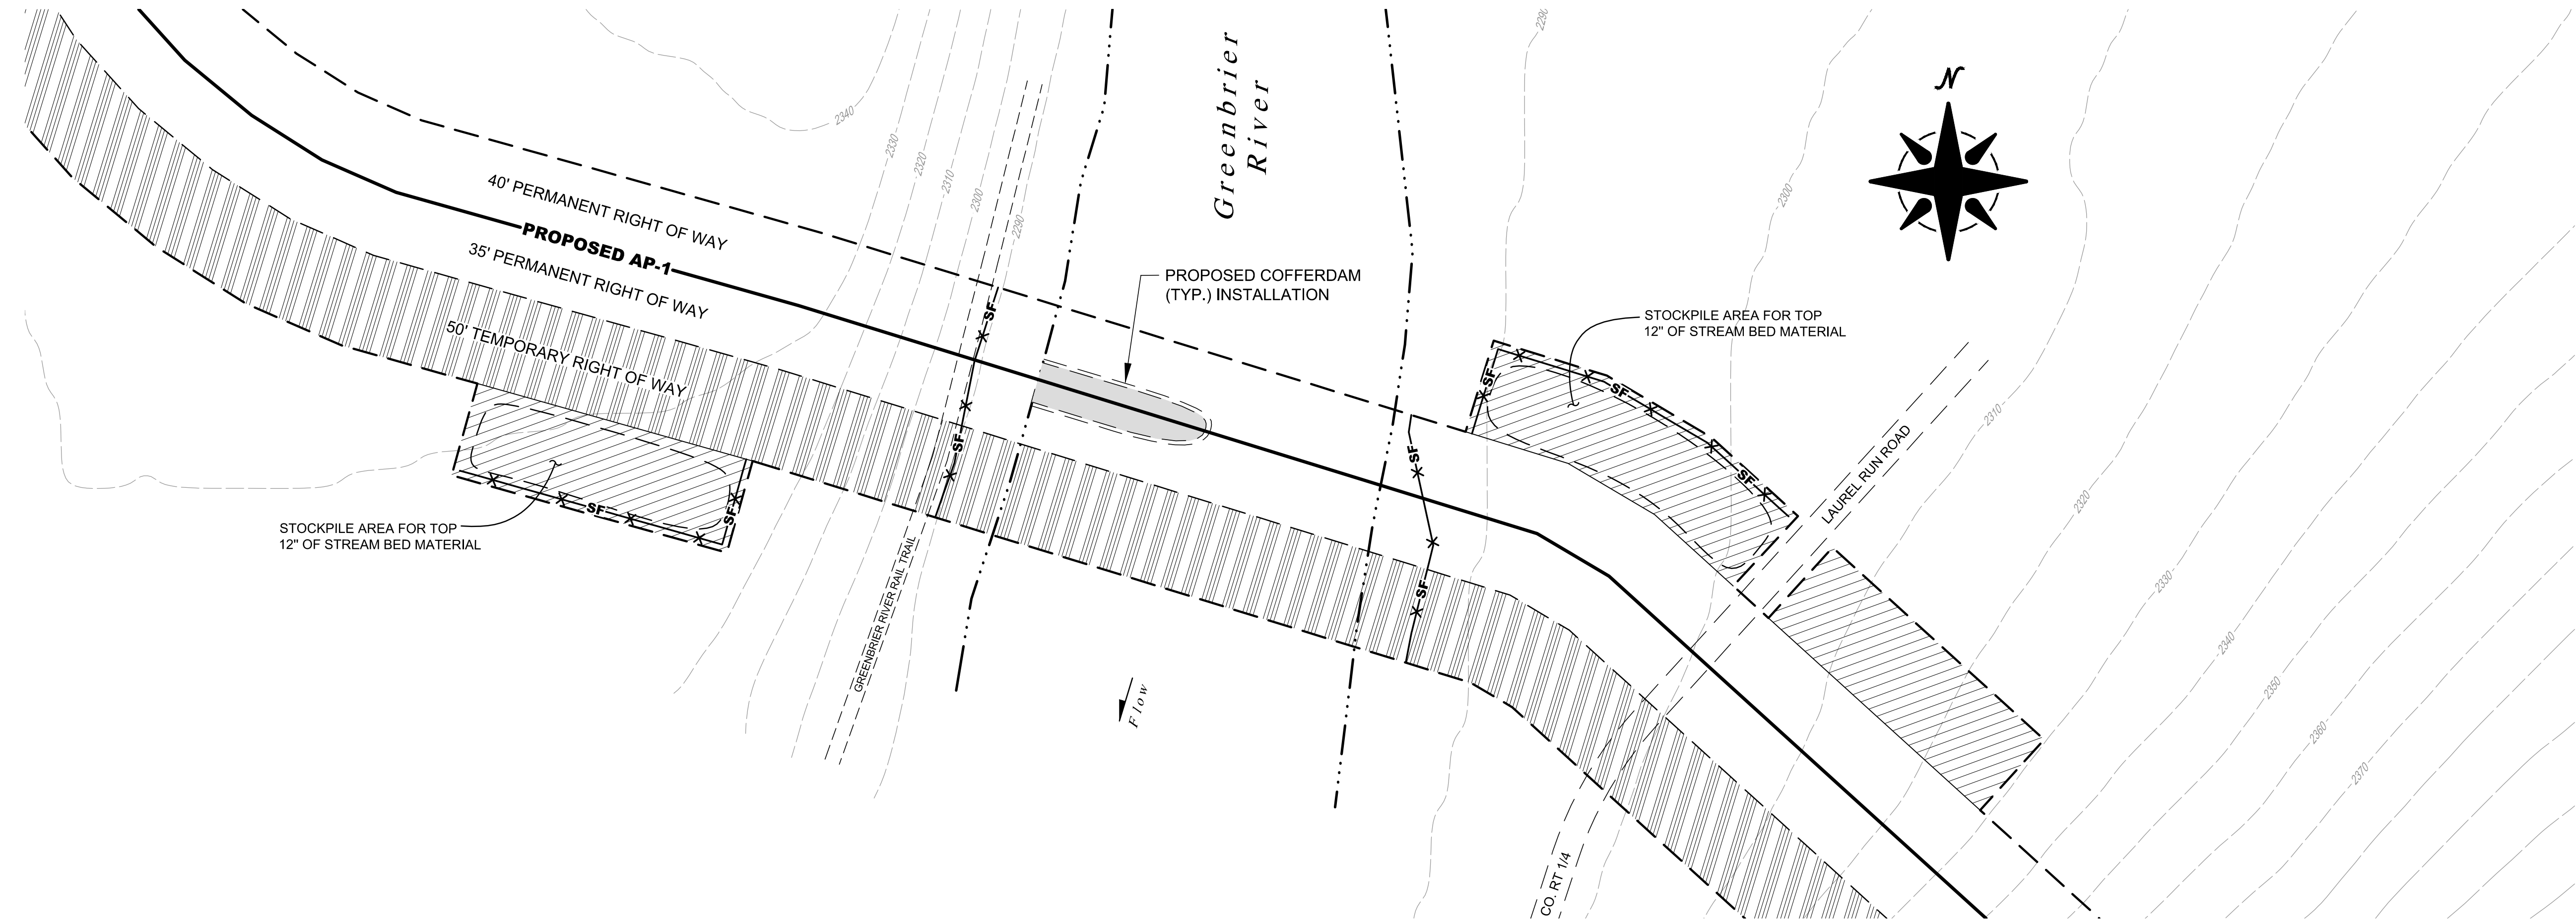 N
Greenbrier
River
2290
2340
2330
2320
2310
2300
2290
2300
40' PERMANENT RIGHT OF WAY
PROPOSED AP-1
35' PERMANENT RIGHT OF WAY
50' TEMPORARY RIGHT OF WAY
PROPOSED COFFERDAM
(TYP.) INSTALLATION
STOCKPILE AREA FOR TOP
12" OF STREAM BED MATERIAL
SF
SF
SF
SF
SF
SF
SF
SF
SF
STOCKPILE AREA FOR TOP
12" OF STREAM BED MATERIAL
LAUREL RUN ROAD
2310
2320
2330
2340
2350
2360
2370
GREENBRIER RIVER RAIL TRAIL
Flow
CO. RT 1/4